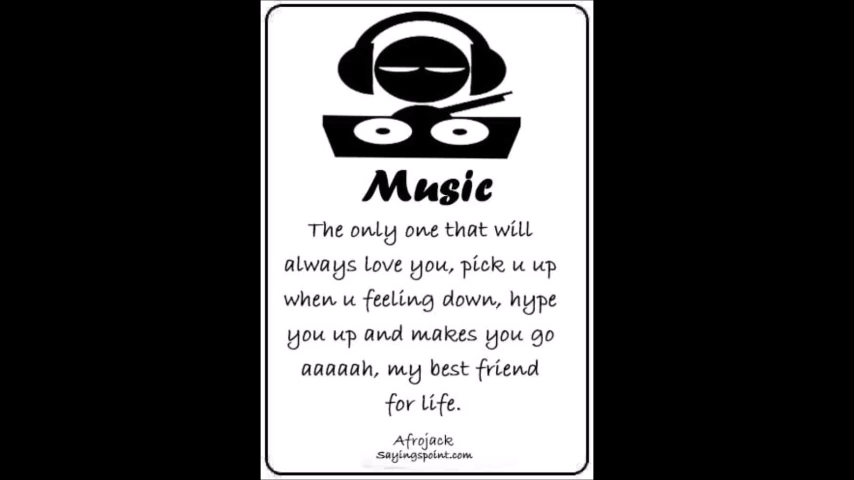 Music
The only one that will
always love you, pick u up
when u feeling down, hype
you up and makes you go
aaaaah, my best friend
for life.
Afrojack
Sayingspoint.com